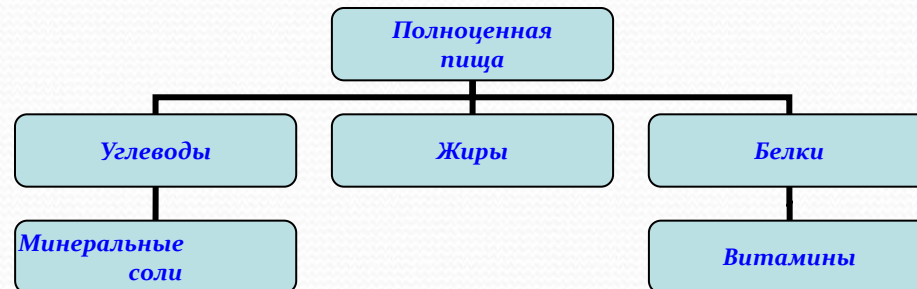 Полноценная
пища
Углеводы
Жиры
Белки
Минеральные
соли
Витамины